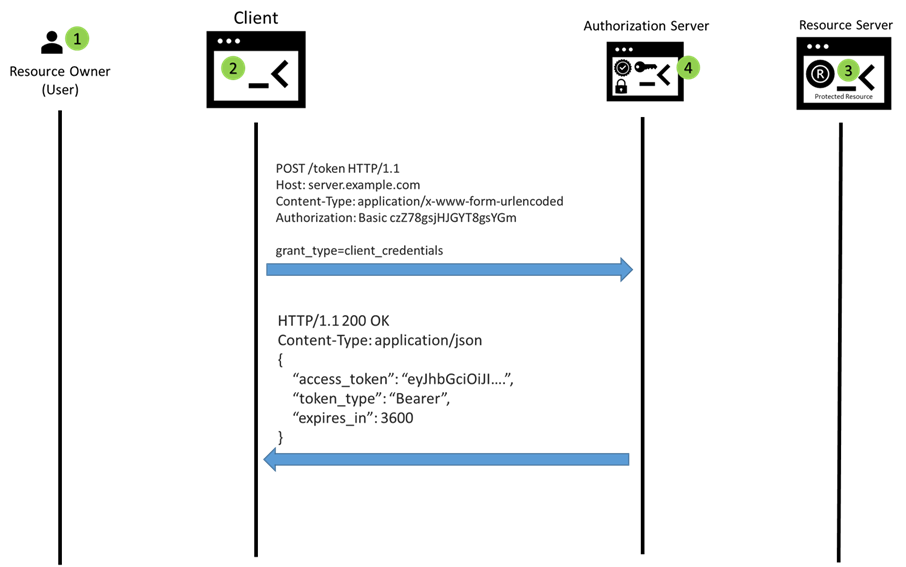 Client
Authorization Server
Resource Server
1
2
4
3
R
Protected Resource
Resource Owner
(User)
POST /token HTTP/1.1
Host: server.example.com
Content-Type: application/x-www-form-urlencoded
Authorization: Basic czZ78gsjHJGYT8gsYGm
grant_type=client_credentials
HTTP/1.1 200 OK
Content-Type: application/json
{
“access_token”: “eyJhbGciOiJI….”,
“token_type”: “Bearer”,
“expires_in”: 3600
}